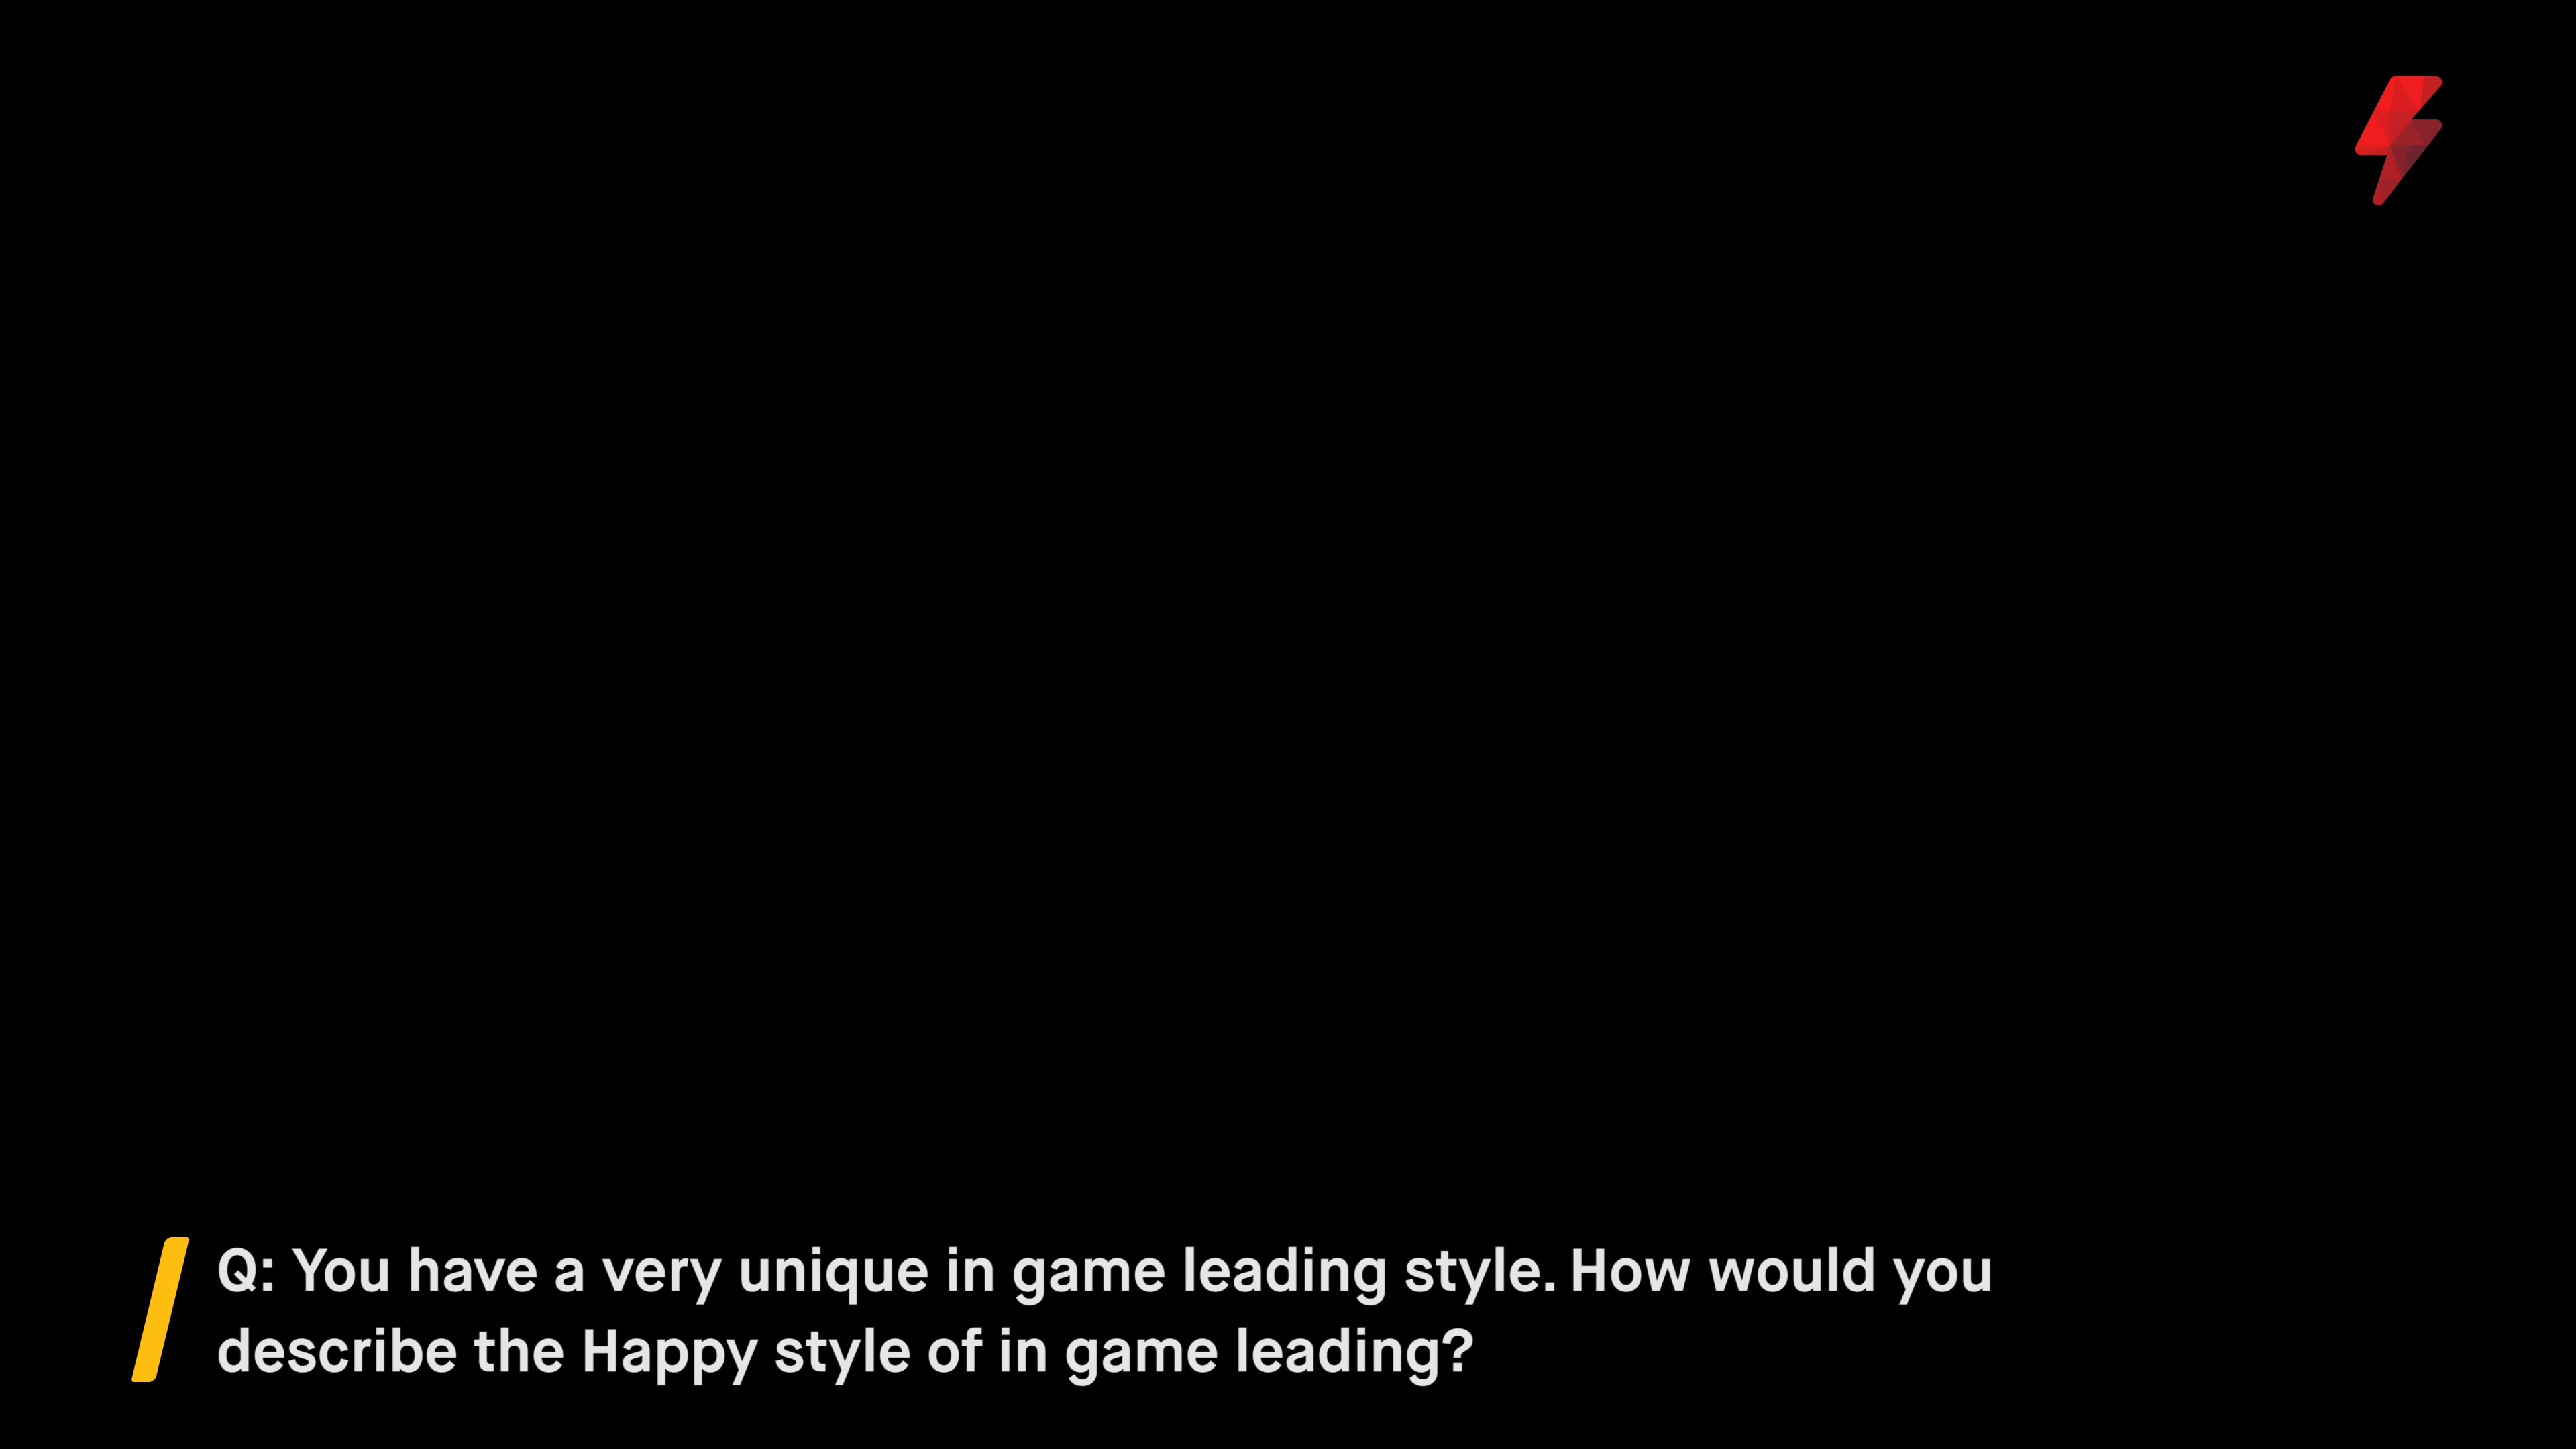 Q: You have a very unique in game leading style. How would you
describe the Happy style of in game leading?